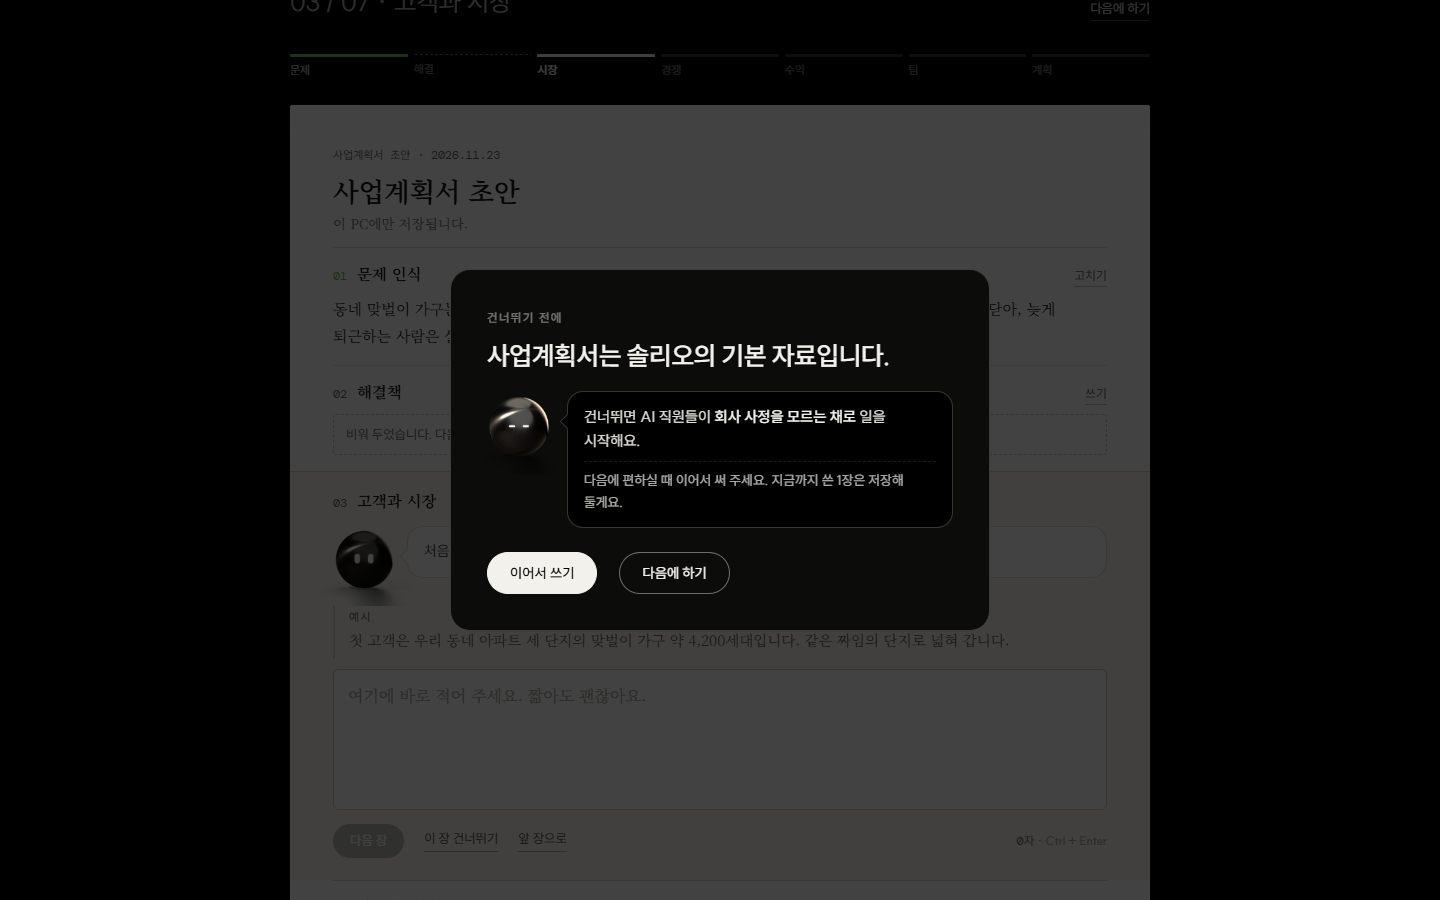 03 / 07 · 고객과 시장
다음에 하기
문제
해결
시장
경쟁
수익
팀
계획
사업계획서 초안 · 2026.11.23
사업계획서 초안
이 PC에만 저장됩니다.
01 문제 인식
고치기
동네 맞벌이 가구는
닫아, 늦게
퇴근하는 사람은
02 해결책
쓰기
비워 두었습니다.
03 고객과 시장
처음
예시
첫 고객은 우리 동네 아파트 세 단지의 맞벌이 가구 약 4,200세대입니다. 같은 짜임의 단지로 넓혀 갑니다.
여기에 바로 적어 주세요. 짧아도 괜찮아요.
다음 장
이 장 건너뛰기
앞 장으로
0자 · Ctrl + Enter
건너뛰기 전에
사업계획서는 솔리오의 기본 자료입니다.
건너뛰면 AI 직원들이 회사 사정을 모르는 채로 일을
시작해요.
다음에 편하실 때 이어서 써 주세요. 지금까지 쓴 1장은 저장해
둘게요.
이어서 쓰기
다음에 하기